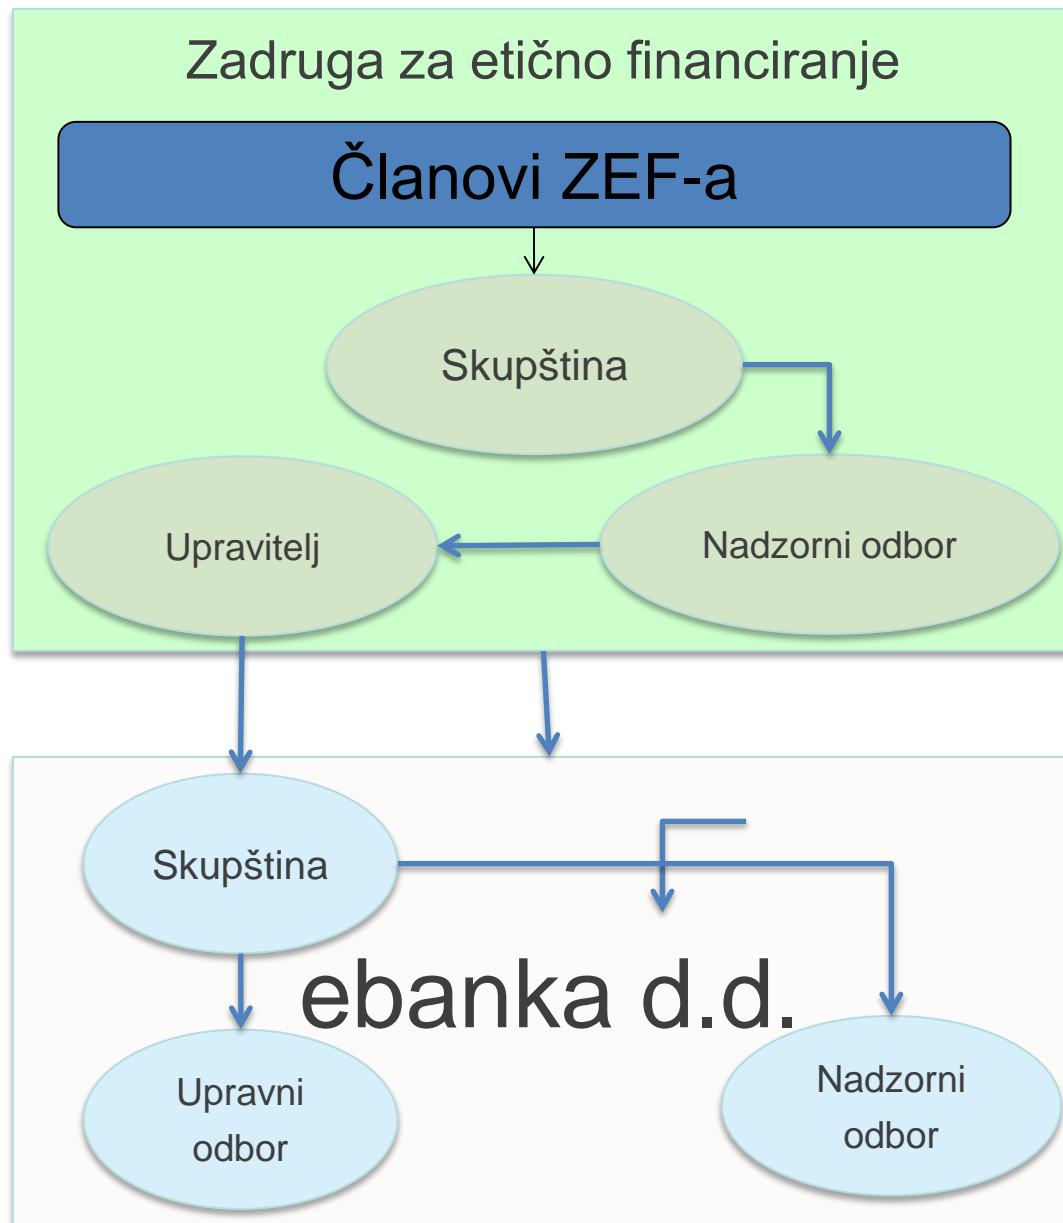 Zadruga za etično financiranje
Članovi ZEF-a
Skupština
Upravitelj
Nadzorni odbor
Skupština
ebanka d.d.
Upravni
odbor
Nadzorni
odbor